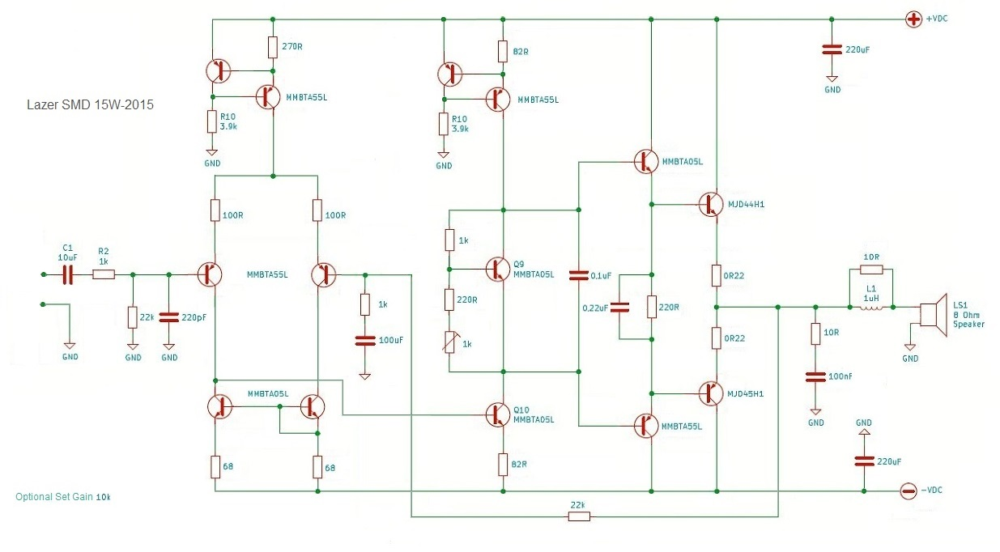 +VDC
270R
82R
220uF
GND
MMBTA55L
MMBTA55L
Lazer SMD 15W-2015
R10
3.9k
R10
3.9k
GND
GND
MMBTA05L
MJD44H1
100R
100R
C1
10uF
R2
1k
MMBTA55L
1k
Q9
MMBTA05L
0.1uF
0R22
10R
L1
1uH
22k
220pF
1k
100uF
220R
0.22uF
220R
LS1
8 Ohm
Speaker
GND
GND
GND
1k
0R22
10R
GND
100nF
MMBTA05L
MJD45H1
Q10
MMBTA05L
MMBTA55L
GND
GND
68
68
82R
220uF
Optional Set Gain 10k
-VDC
22k